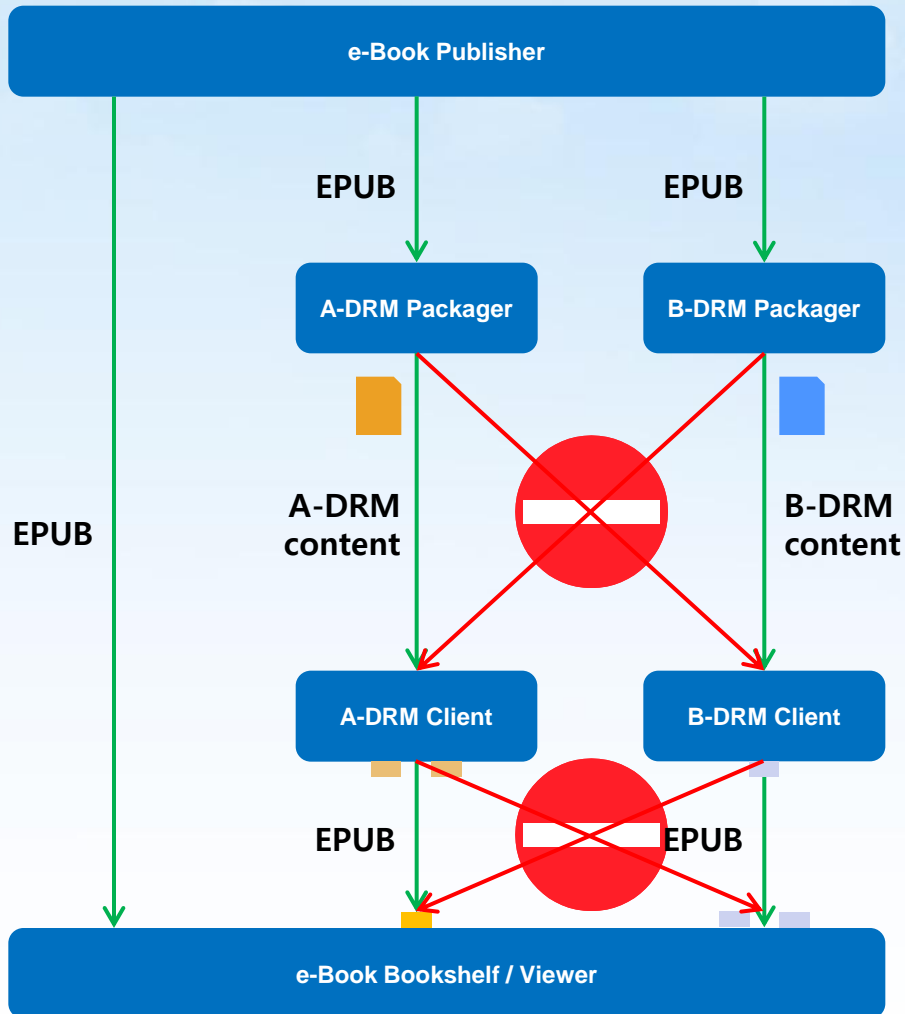 e-Book Publisher
EPUB
EPUB
A-DRM Packager
B-DRM Packager
EPUB
A-DRM
content
B-DRM
content
A-DRM Client
B-DRM Client
EPUB
EPUB
e-Book Bookshelf / Viewer